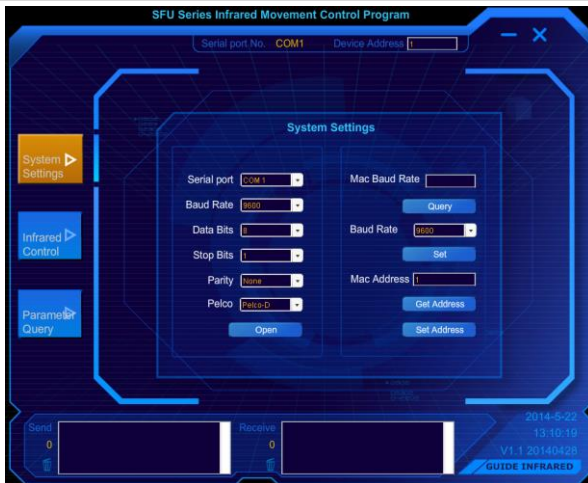 SFU Series Infrared Movement Control Program
Serial port No. COM1 Device Address 1
System Settings
System Settings
Infrared Control
Parameter Query
Serial port COM 1
Baud Rate 9600
Data Bits 8
Stop Bits 1
Parity None
Pelco Pelco-D
Open
Mac Baud Rate
Query
Baud Rate 9600
Set
Mac Address 1
Get Address
Set Address
Send
0
Receive
0
2014-5-22
13:10:19
V1.1 20140428
GUIDE INFRARED